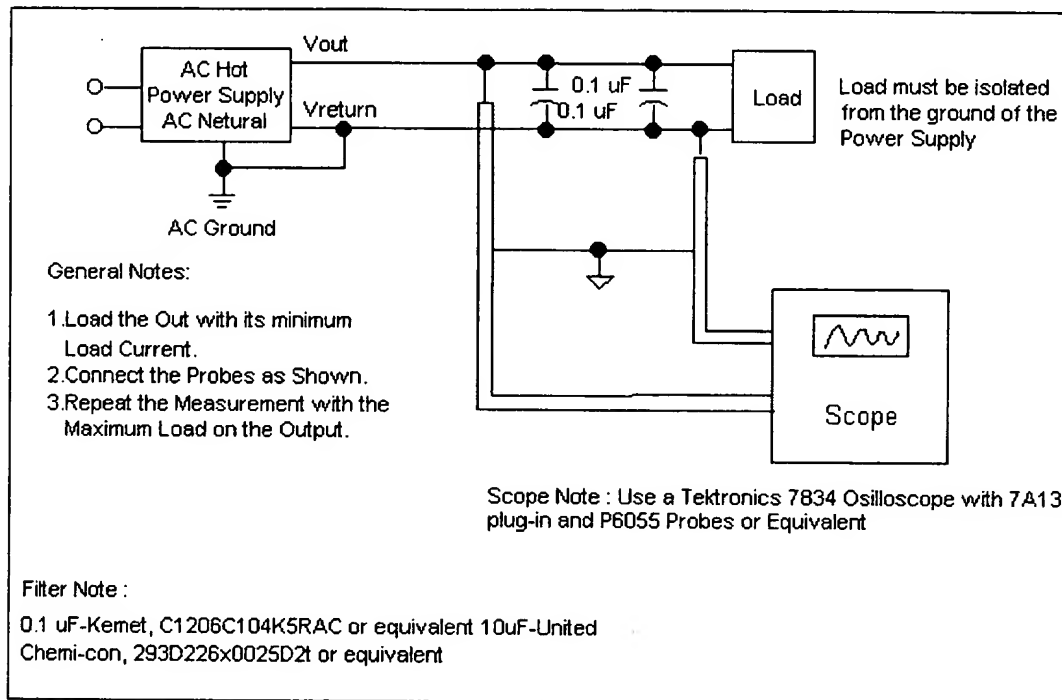 Vout
AC Hot
Power Supply
AC Netural
Vreturn
AC Ground
0.1 uF
0.1 uF
Load
Load must be isolated
from the ground of the
Power Supply
General Notes:
1.Load the Out with its minimum
Load Current.
2.Connect the Probes as Shown.
3.Repeat the Measurement with the
Maximum Load on the Output.
Scope
Scope Note : Use a Tektronics 7834 Osilloscope with 7A13
plug-in and P6055 Probes or Equivalent
Filter Note :
0.1 uF-Kemet, C1206C104K5RAC or equivalent 10uF-United
Chemi-con, 293D226x0025D2t or equivalent